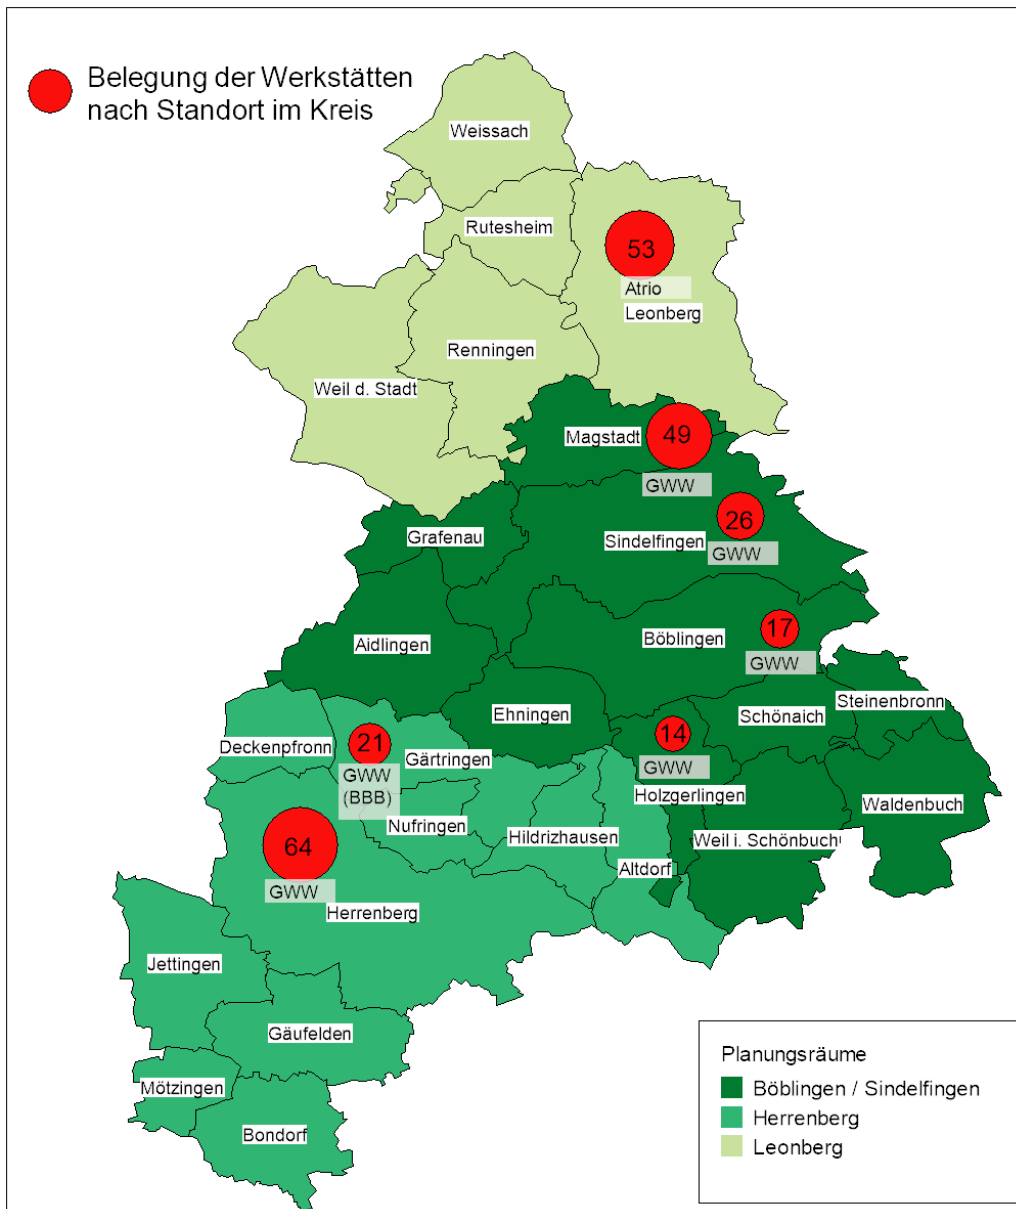 Belegung der Werkstätten
nach Standort im Kreis
Weissach
Rutesheim
53
Atrio
Leonberg
Renningen
Weil d. Stadt
Magstadt
49
GWW
26
Grafenau
Sindelfingen
GWW
17
Aidlingen
Böblingen
GWW
Steinenbronn
Ehningen
Schönaich
14
21
Deckenpfronn
Gärtringen
GWW
GWW
(BBB)
Holzgerlingen
Waldenbuch
Nufringen
Hildrizhausen
Weil i. Schönbuch
64
Altdorf
GWW
Herrenberg
Jettingen
Gäufelden
Mötzingen
Bondorf
Planungsräume
Böblingen / Sindelfingen
Herrenberg
Leonberg